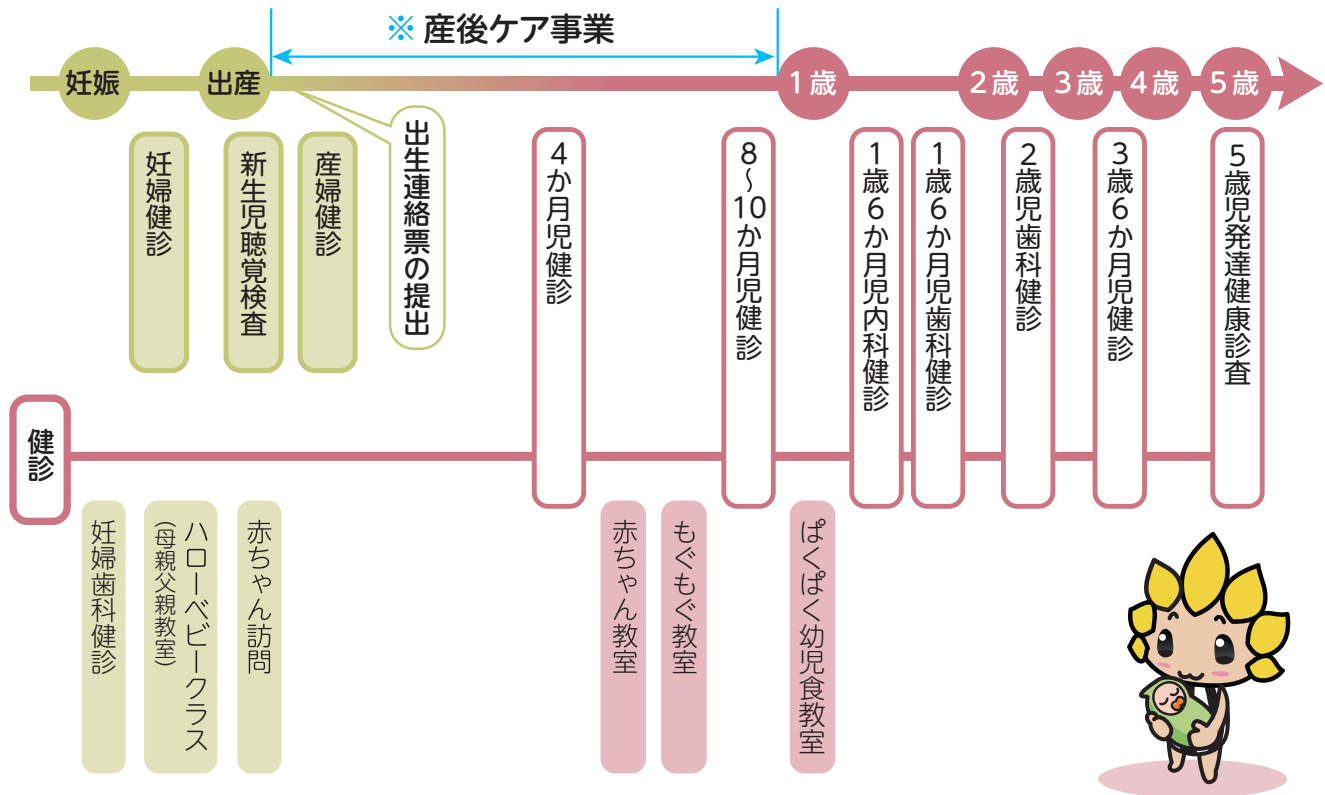 ※ 産後ケア事業
妊娠
出産
1歳
2歳
3歳
4歳
5歳
妊婦健診
新生児聴覚検査
産婦健診
出生連絡票の提出
4か月児健診
8～10か月児健診
1歳6か月児内科健診
1歳6か月児歯科健診
2歳児歯科健診
3歳6か月児健診
5歳児発達健康診査
健診
妊婦歯科健診
ハローベビークラス
(母親父親教室)
赤ちゃん訪問
赤ちゃん教室
もぐもぐ教室
ぱくぱく幼児食教室